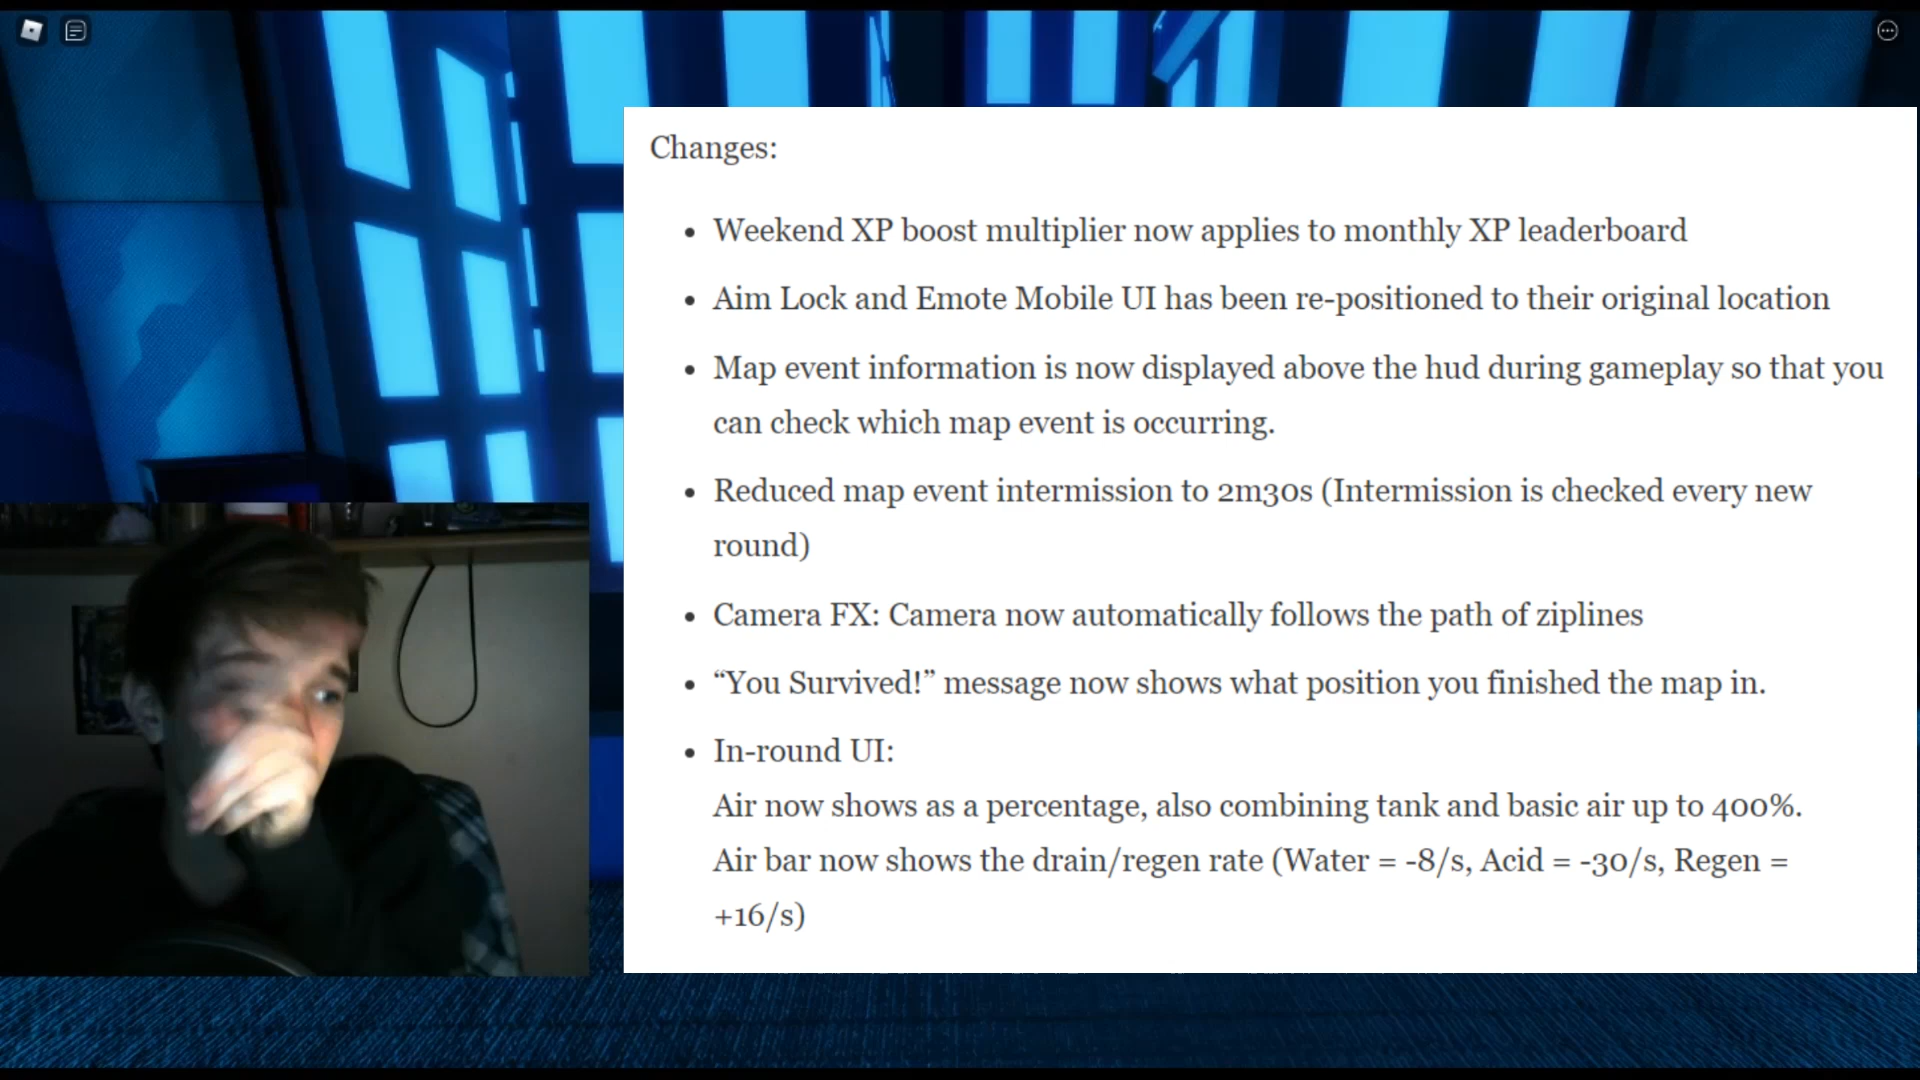 Changes:
• Weekend XP boost multiplier now applies to monthly XP leaderboard
• Aim Lock and Emote Mobile UI has been re-positioned to their original location
• Map event information is now displayed above the hud during gameplay so that you
can check which map event is occurring.
• Reduced map event intermission to 2m30s (Intermission is checked every new
round)
• Camera FX: Camera now automatically follows the path of ziplines
• “You Survived!” message now shows what position you finished the map in.
• In-round UI:
Air now shows as a percentage, also combining tank and basic air up to 400%.
Air bar now shows the drain/regen rate (Water = -8/s, Acid = -30/s, Regen =
+16/s)